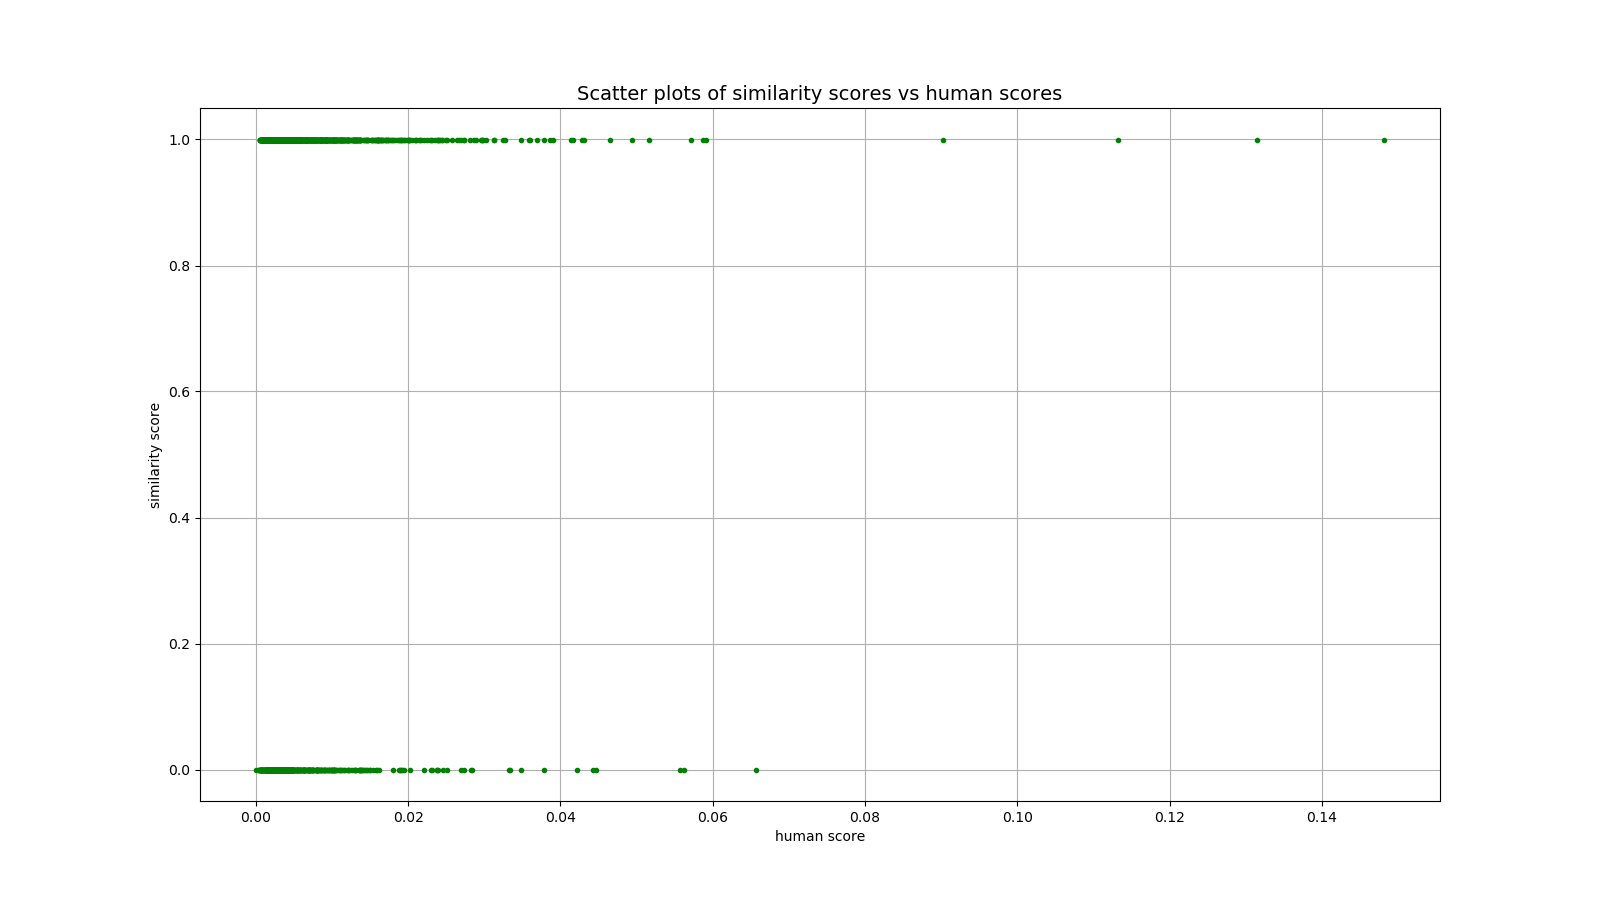 Scatter plots of similarity scores vs human scores
1.0
0.8
0.6
0.4
0.2
0.0
similarity score
0.00 0.02 0.04 0.06 0.08 0.10 0.12 0.14
human score